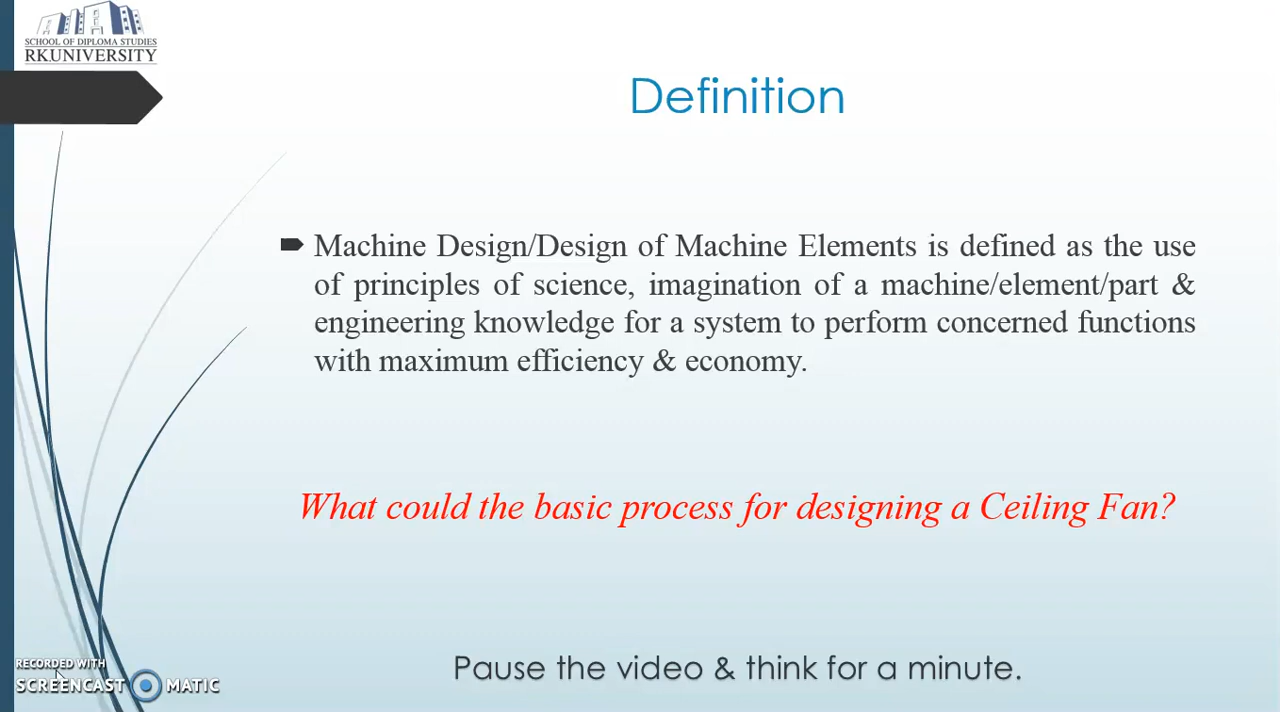 SCHOOL OF DIPLOMA STUDIES
RKUNIVERSITY
Definition
Machine Design/Design of Machine Elements is defined as the use
of principles of science, imagination of a machine/element/part &
engineering knowledge for a system to perform concerned functions
with maximum efficiency & economy.
What could the basic process for designing a Ceiling Fan?
Pause the video & think for a minute.
RECORDED WITH
SCREENCAST MATIC